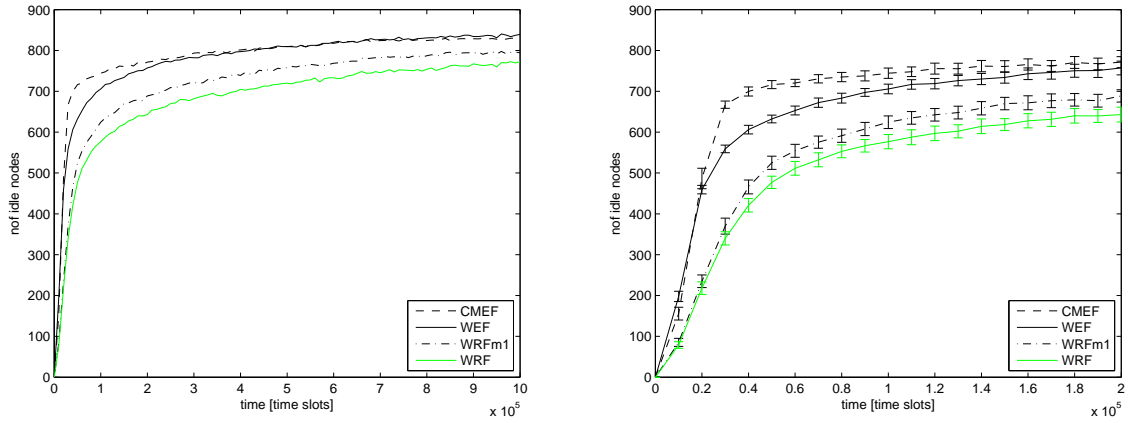 900
800
700
600
500
400
300
200
100
0
nof idle nodes
0 1 2 3 4 5 6 7 8 9 10
x 10^5
time [time slots]
CMEF
WEF
WRFm1
WRF
900
800
700
600
500
400
300
200
100
0
nof idle nodes
0 0.2 0.4 0.6 0.8 1 1.2 1.4 1.6 1.8 2
x 10^5
time [time slots]
CMEF
WEF
WRFm1
WRF